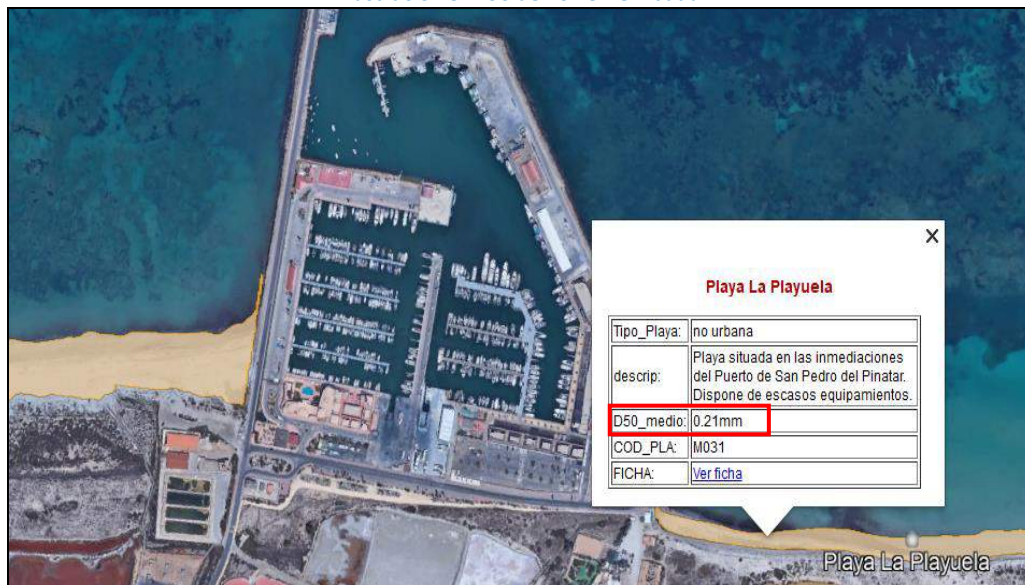 X
Playa La Playuela
Tipo_Playa: no urbana
descrip: Playa situada en las inmediaciones
del Puerto de San Pedro del Pinatar.
Dispone de escasos equipamientos.
D50_medio: 0.21mm
COD_PLA: M031
FICHA: Ver ficha
Playa La Playuela